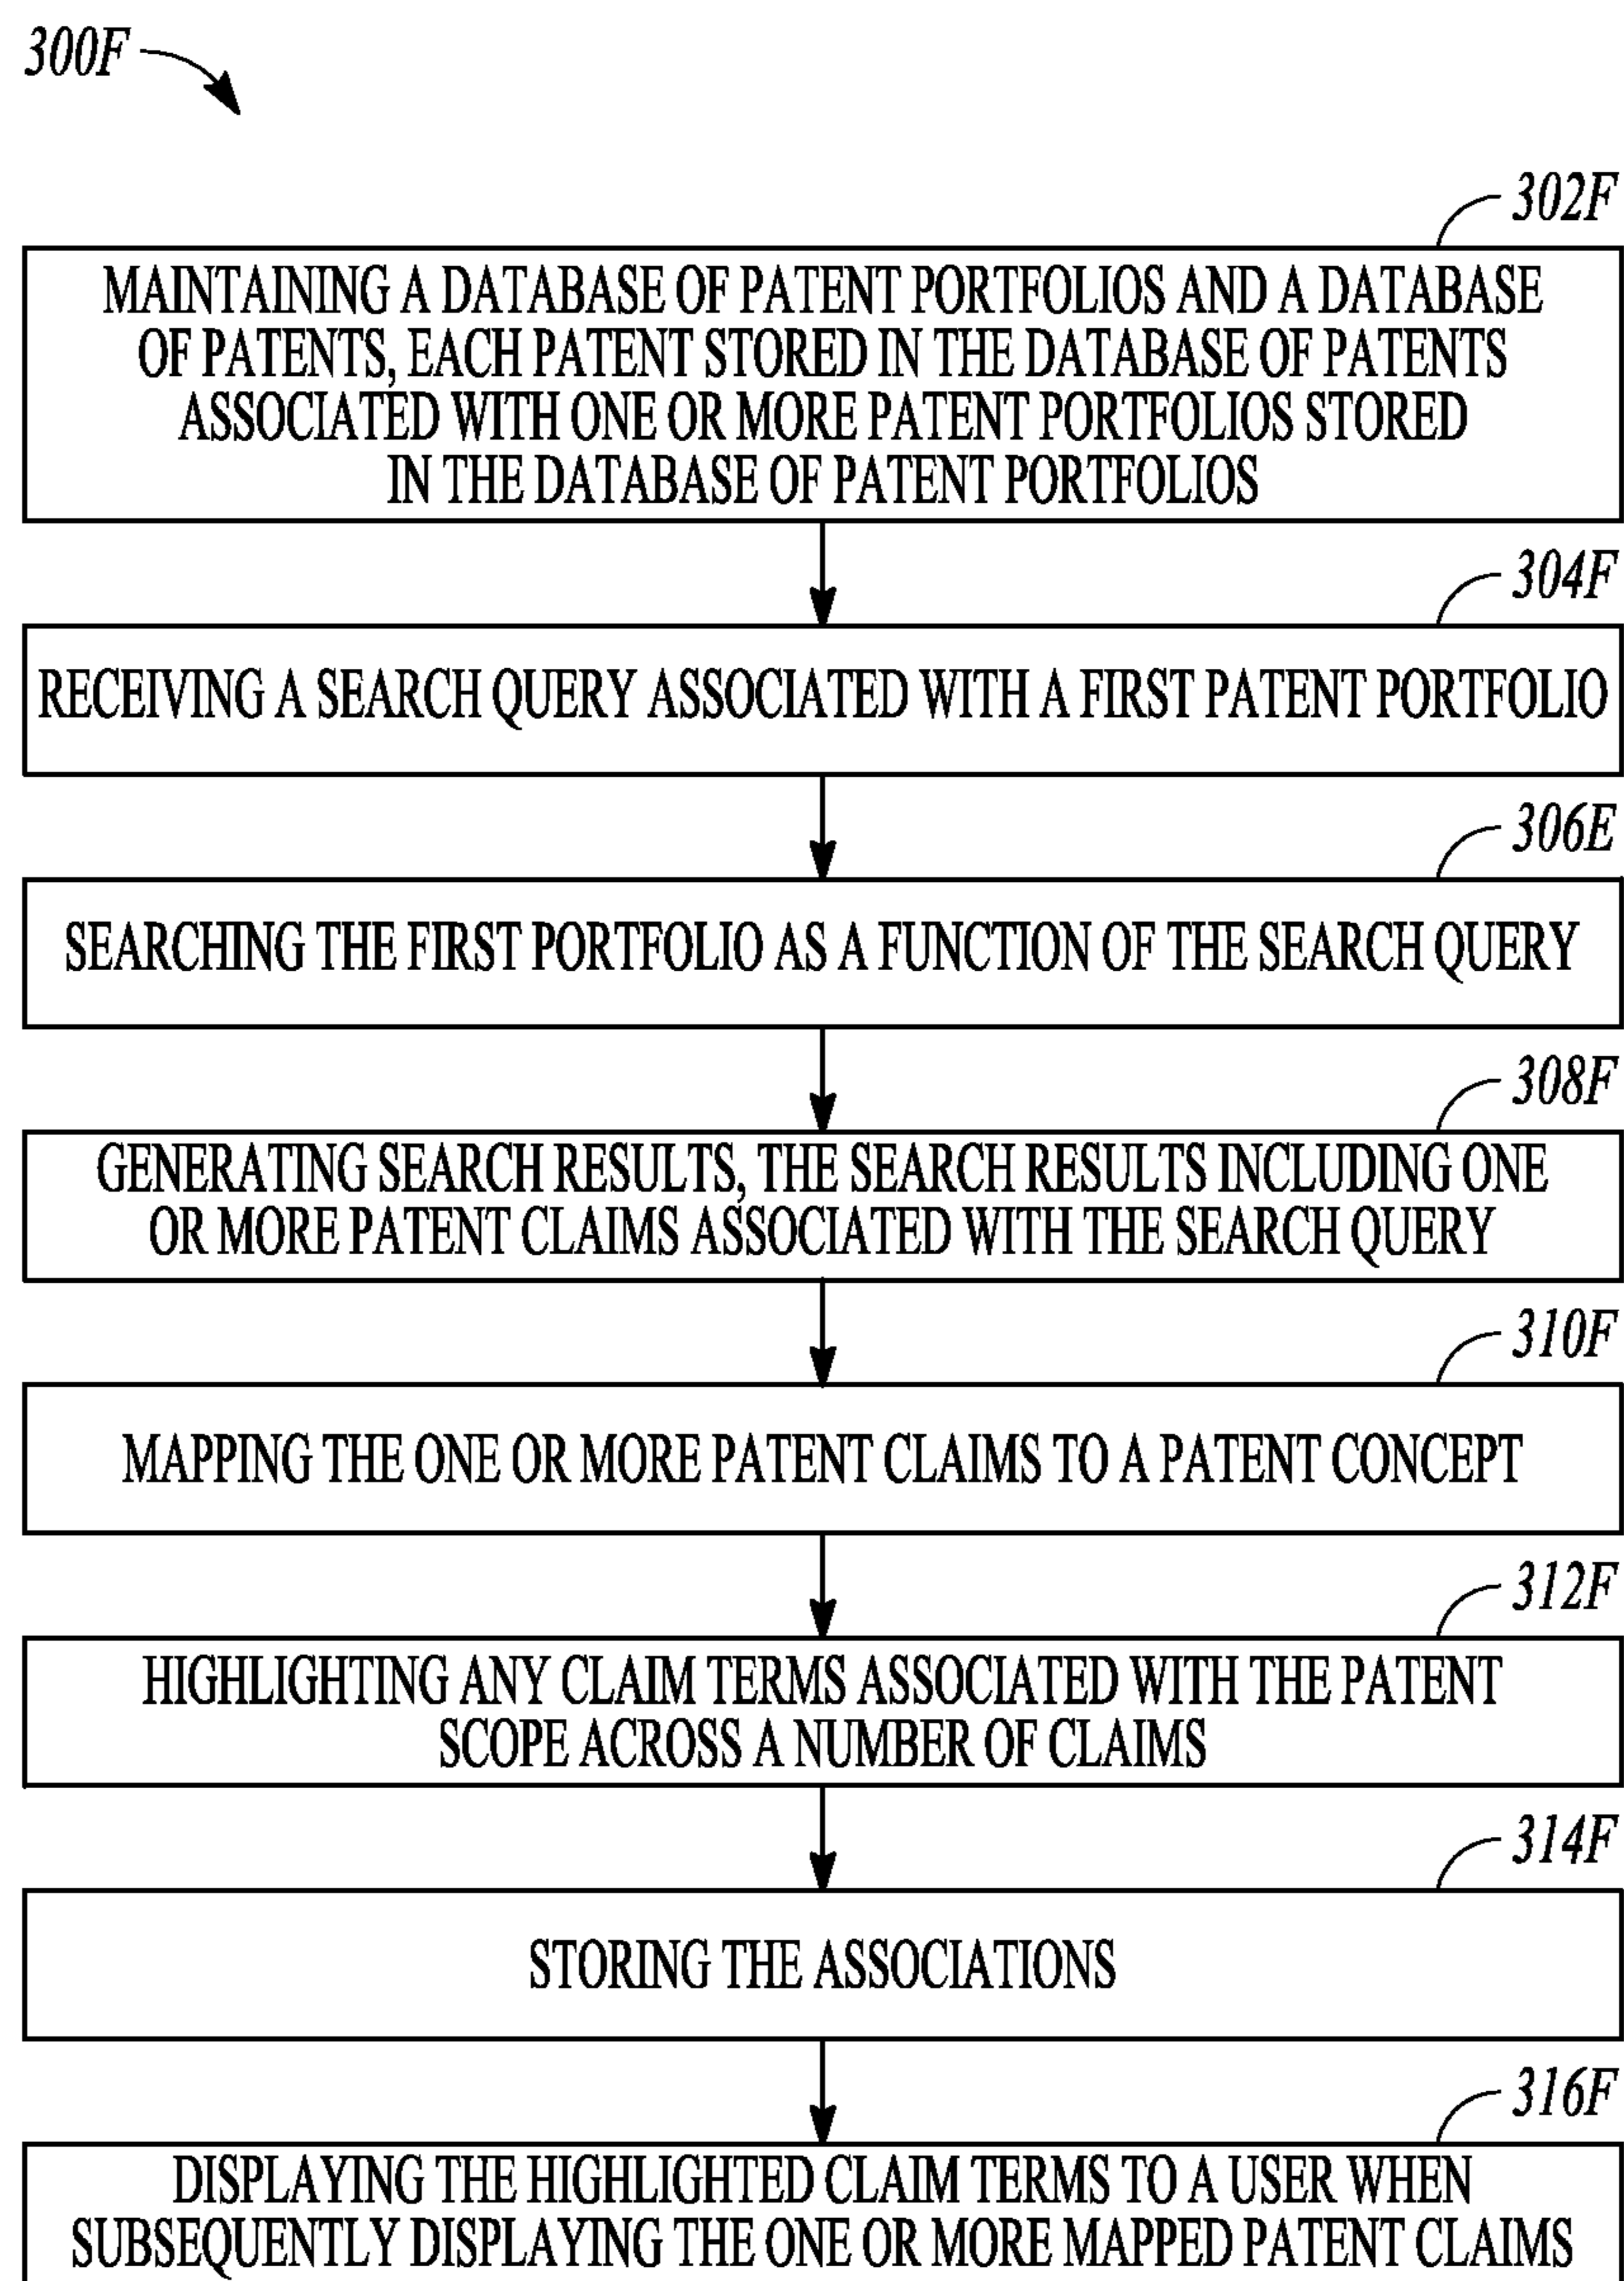 300F
302F
MAINTAINING A DATABASE OF PATENT PORTFOLIOS AND A DATABASE
OF PATENTS, EACH PATENT STORED IN THE DATABASE OF PATENTS
ASSOCIATED WITH ONE OR MORE PATENT PORTFOLIOS STORED
IN THE DATABASE OF PATENT PORTFOLIOS
304F
RECEIVING A SEARCH QUERY ASSOCIATED WITH A FIRST PATENT PORTFOLIO
306E
SEARCHING THE FIRST PORTFOLIO AS A FUNCTION OF THE SEARCH QUERY
308F
GENERATING SEARCH RESULTS, THE SEARCH RESULTS INCLUDING ONE
OR MORE PATENT CLAIMS ASSOCIATED WITH THE SEARCH QUERY
310F
MAPPING THE ONE OR MORE PATENT CLAIMS TO A PATENT CONCEPT
312F
HIGHLIGHTING ANY CLAIM TERMS ASSOCIATED WITH THE PATENT
SCOPE ACROSS A NUMBER OF CLAIMS
314F
STORING THE ASSOCIATIONS
316F
DISPLAYING THE HIGHLIGHTED CLAIM TERMS TO A USER WHEN
SUBSEQUENTLY DISPLAYING THE ONE OR MORE MAPPED PATENT CLAIMS